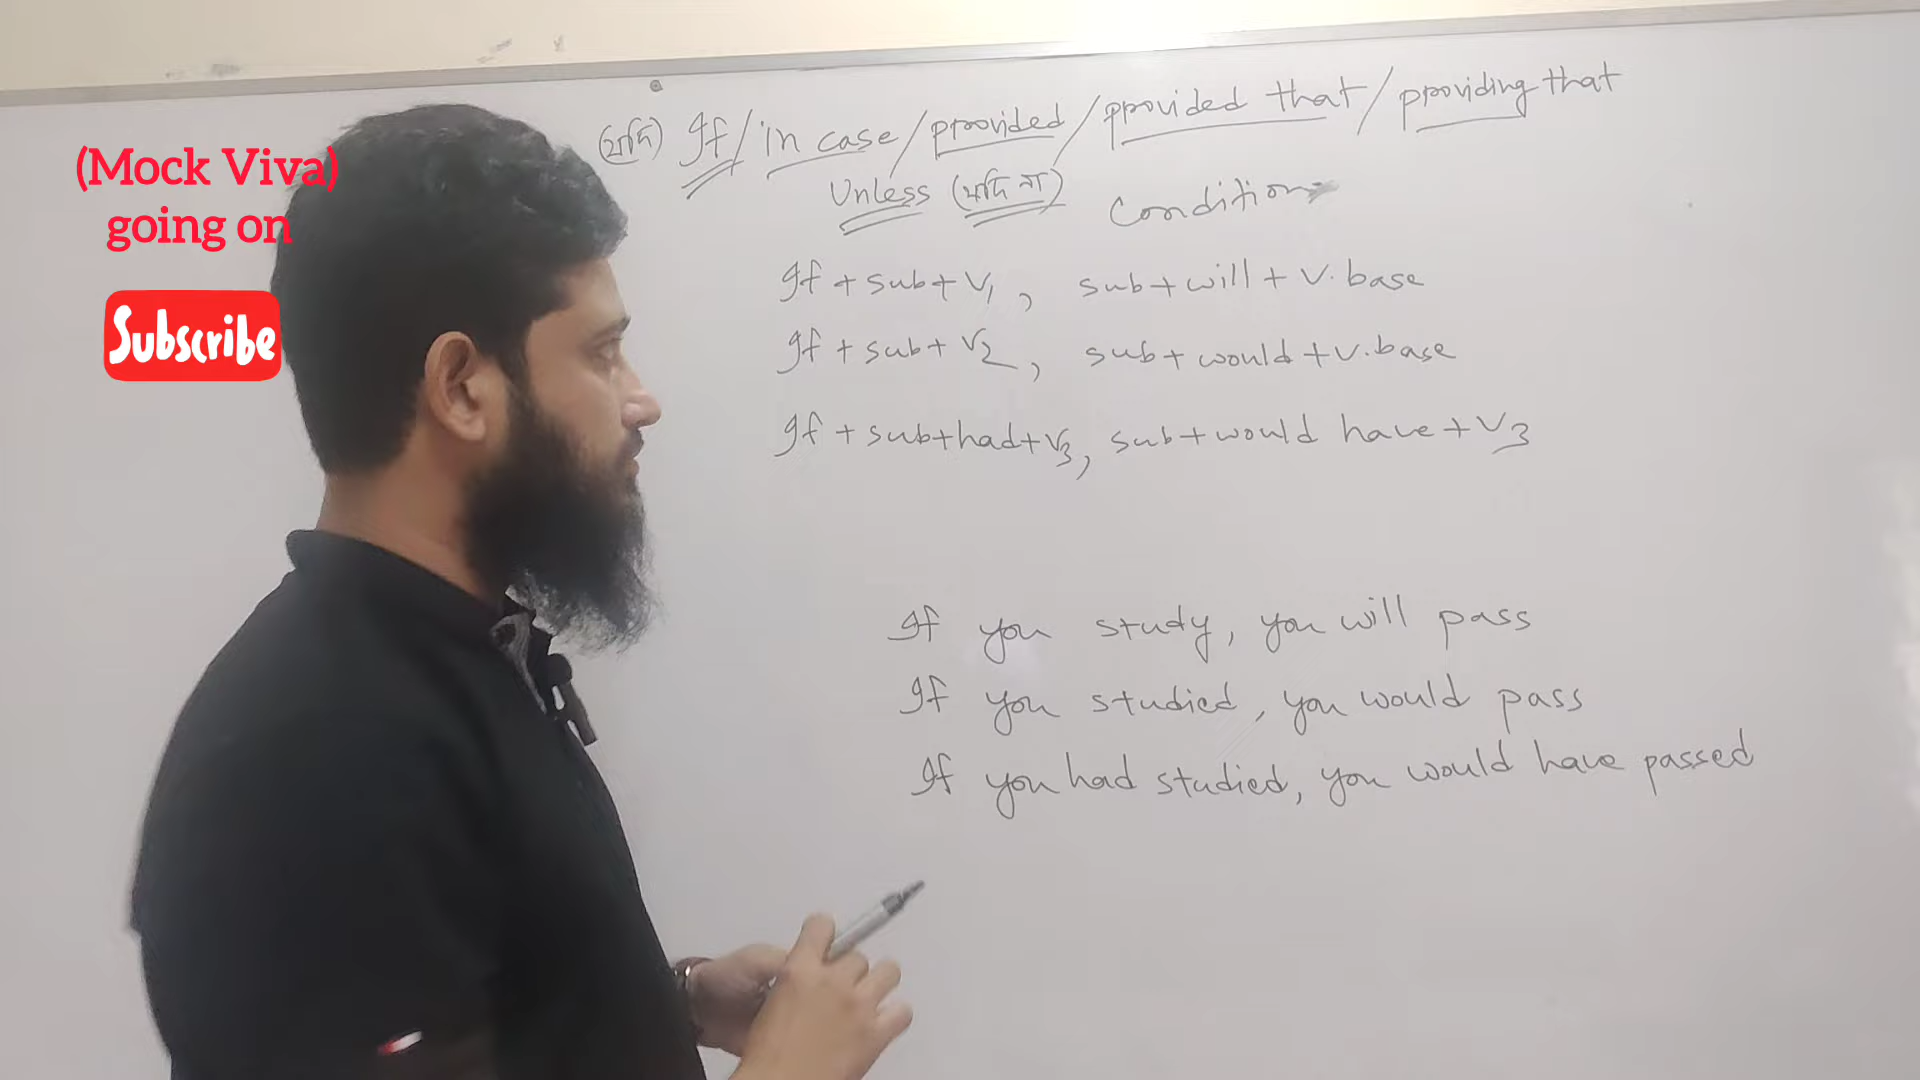 (Mock Viva)
going on
Subscribe
(যদি) If/in case/provided/provided that/providing that
Unless (যদি না) Condition
If + sub + V1, sub + will + V. base
If + sub + V2, sub + would + V. base
If + sub + had + V3, sub + would have + V3
If you study, you will pass
If you studied, you would pass
If you had studied, you would have passed